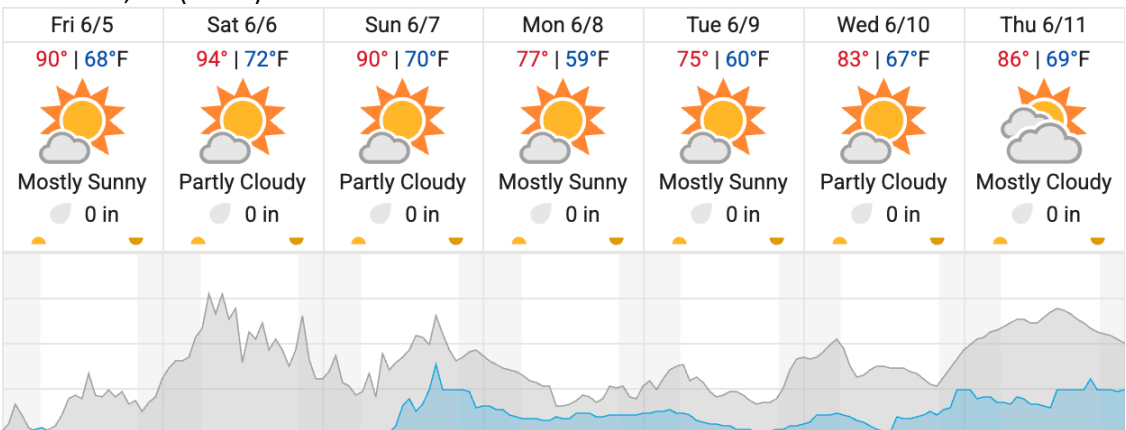 Fri 6/5 Sat 6/6 Sun 6/7 Mon 6/8 Tue 6/9 Wed 6/10 Thu 6/11
90° | 68°F 94° | 72°F 90° | 70°F 77° | 59°F 75° | 60°F 83° | 67°F 86° | 69°F
Mostly Sunny Partly Cloudy Partly Cloudy Mostly Sunny Mostly Sunny Partly Cloudy Mostly Cloudy
0 in 0 in 0 in 0 in 0 in 0 in 0 in